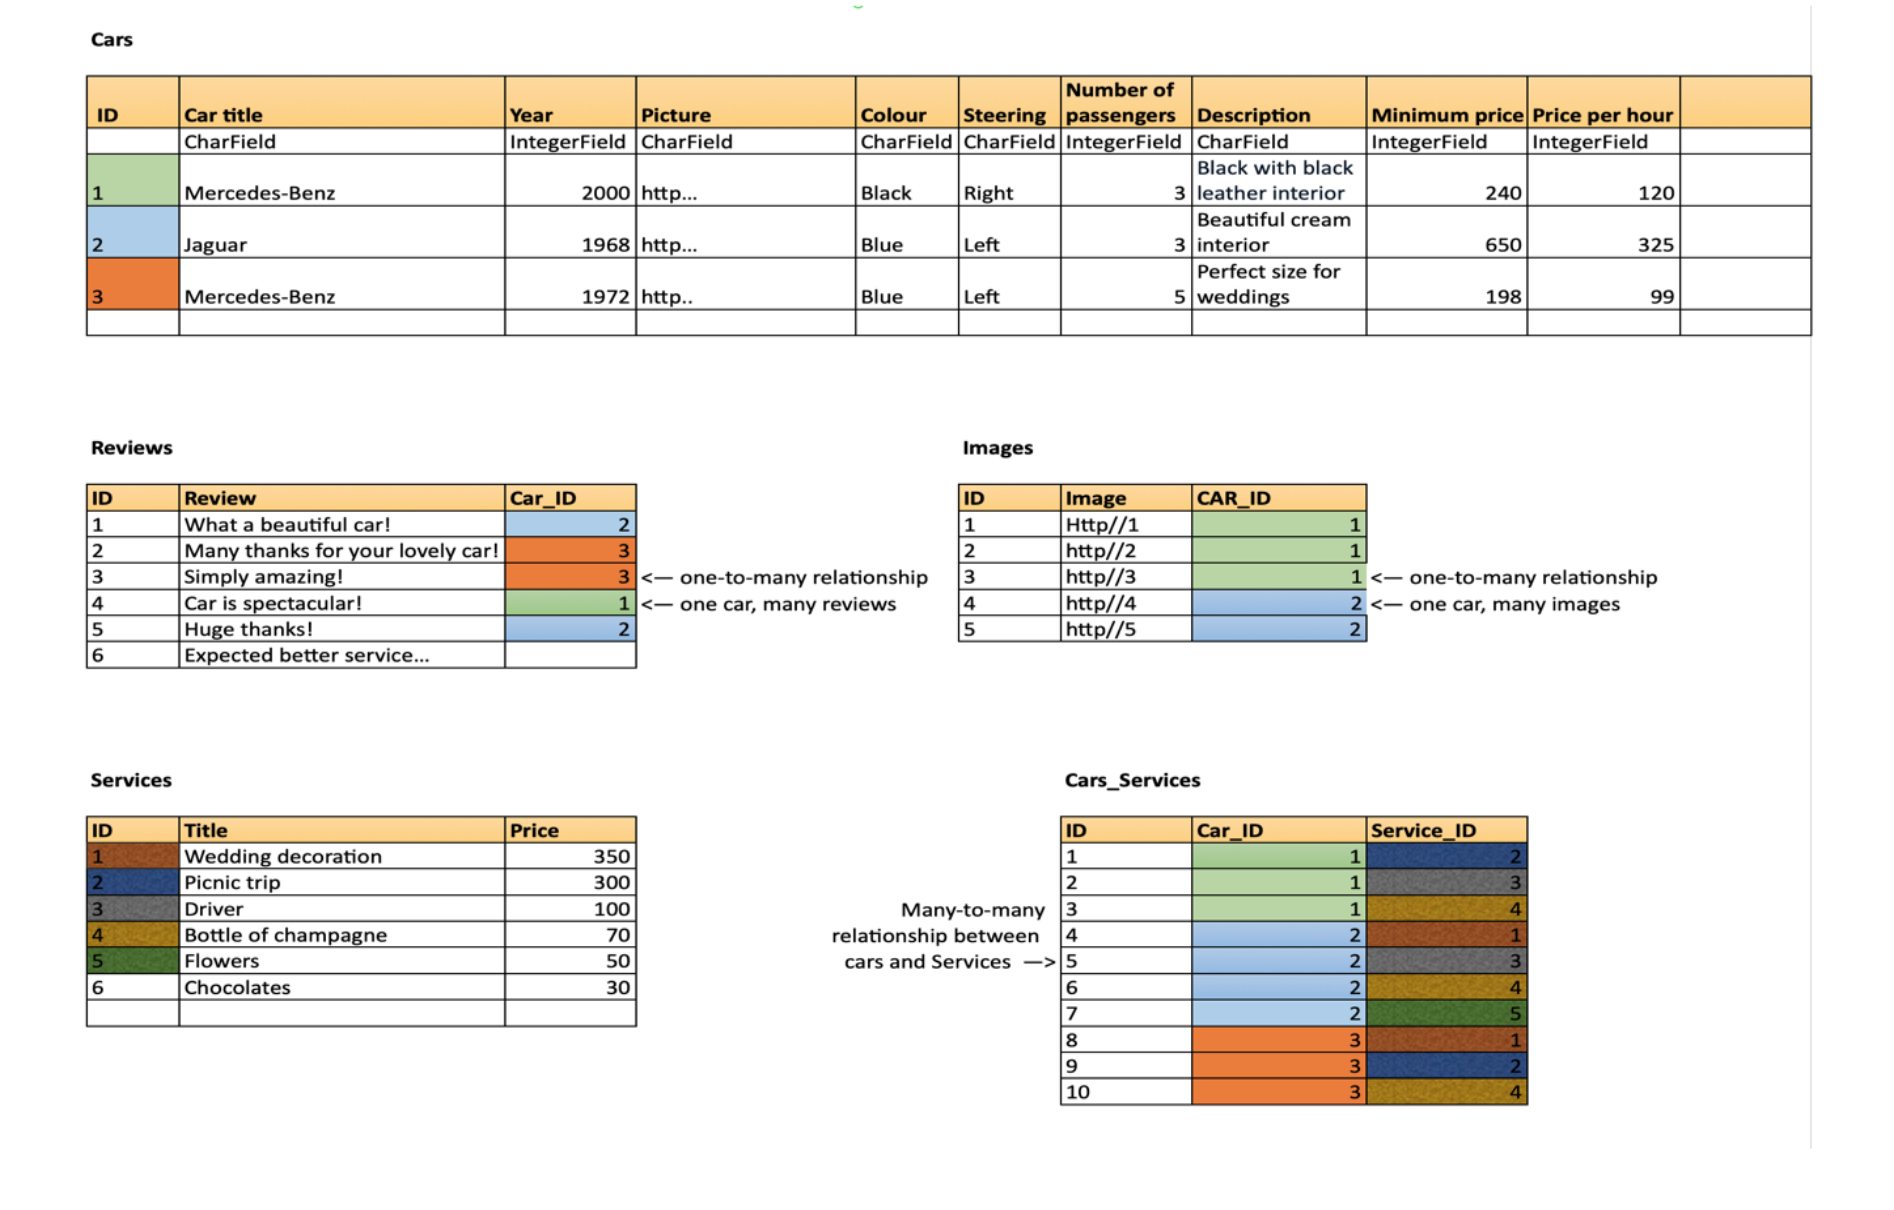 Cars
ID Car title Year Picture Colour Steering Number of passengers Description Minimum price Price per hour
CharField IntegerField CharField CharField CharField IntegerField CharField IntegerField IntegerField
1 Mercedes-Benz 2000 http... Black Right 3 Black with black leather interior 240 120
2 Jaguar 1968 http... Blue Left 3 Beautiful cream interior 650 325
3 Mercedes-Benz 1972 http.. Blue Left 5 Perfect size for weddings 198 99
Reviews
ID Review Car_ID
1 What a beautiful car! 2
2 Many thanks for your lovely car! 3
3 Simply amazing! 3 <— one-to-many relationship
4 Car is spectacular! 1 <— one car, many reviews
5 Huge thanks! 2
6 Expected better service...
Images
ID Image CAR_ID
1 Http//1 1
2 http//2 1
3 http//3 1 <— one-to-many relationship
4 http//4 2 <— one car, many images
5 http//5 2
Services
ID Title Price
1 Wedding decoration 350
2 Picnic trip 300
3 Driver 100
4 Bottle of champagne 70
5 Flowers 50
6 Chocolates 30
Many-to-many
relationship between
cars and Services —>
Cars_Services
ID Car_ID Service_ID
1 1 2
2 1 3
3 1 4
4 2 1
5 2 3
6 2 4
7 2 5
8 3 1
9 3 2
10 3 4